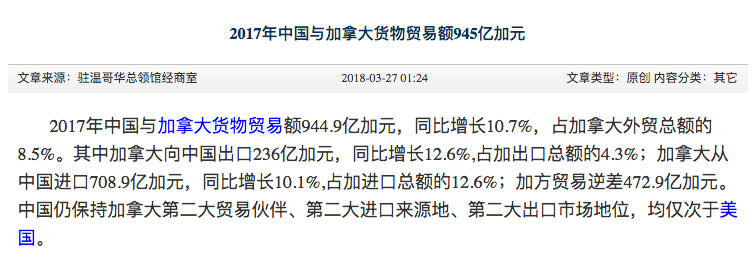 2017年中国与加拿大货物贸易额945亿加元
文章来源：驻温哥华总领馆经商室 2018-03-27 01:24 文章类型：原创 内容分类：其它
2017年中国与加拿大货物贸易额944.9亿加元，同比增长10.7%，占加拿大外贸总额的
8.5%。其中加拿大向中国出口236亿加元，同比增长12.6%,占加出口总额的4.3%；加拿大从
中国进口708.9亿加元，同比增长10.1%,占加进口总额的12.6%；加方贸易逆差472.9亿加元。
中国仍保持加拿大第二大贸易伙伴、第二大进口来源地、第二大出口市场地位，均仅次于美
国。